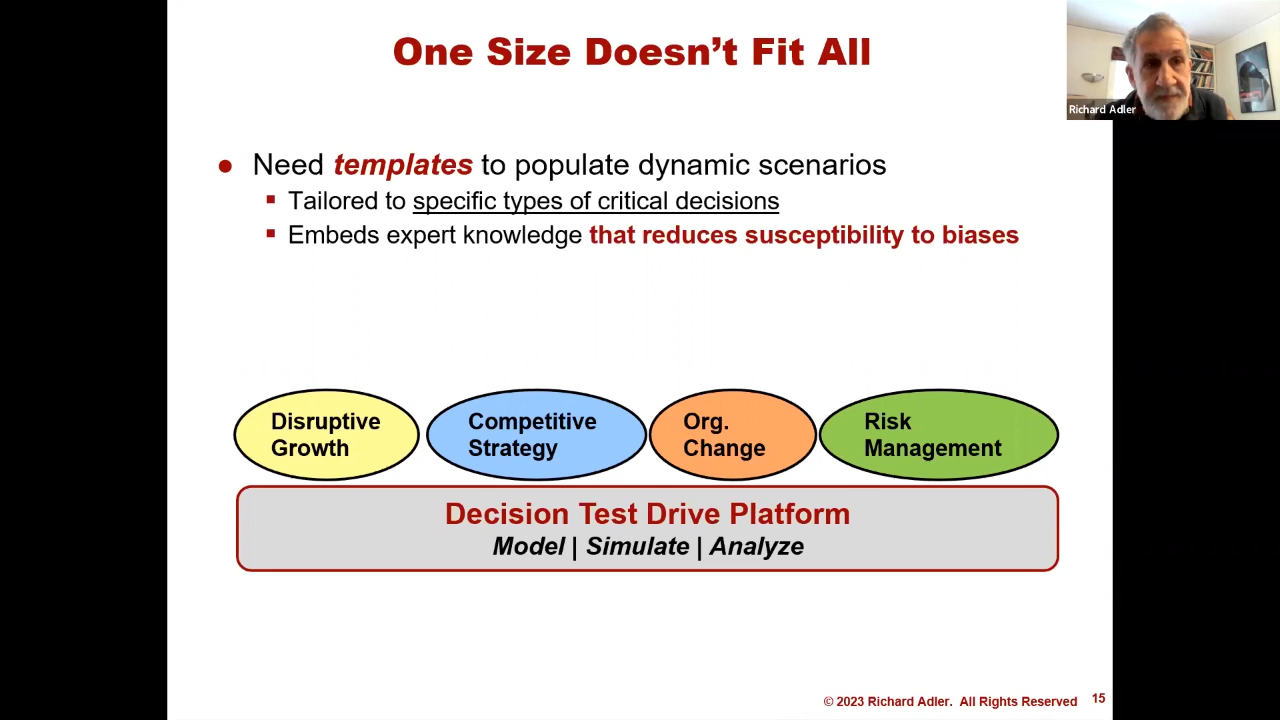 One Size Doesn’t Fit All
Richard Adler
● Need templates to populate dynamic scenarios
▪ Tailored to specific types of critical decisions
▪ Embeds expert knowledge that reduces susceptibility to biases
Disruptive
Growth
Competitive
Strategy
Org.
Change
Risk
Management
Decision Test Drive Platform
Model | Simulate | Analyze
© 2023 Richard Adler. All Rights Reserved
15